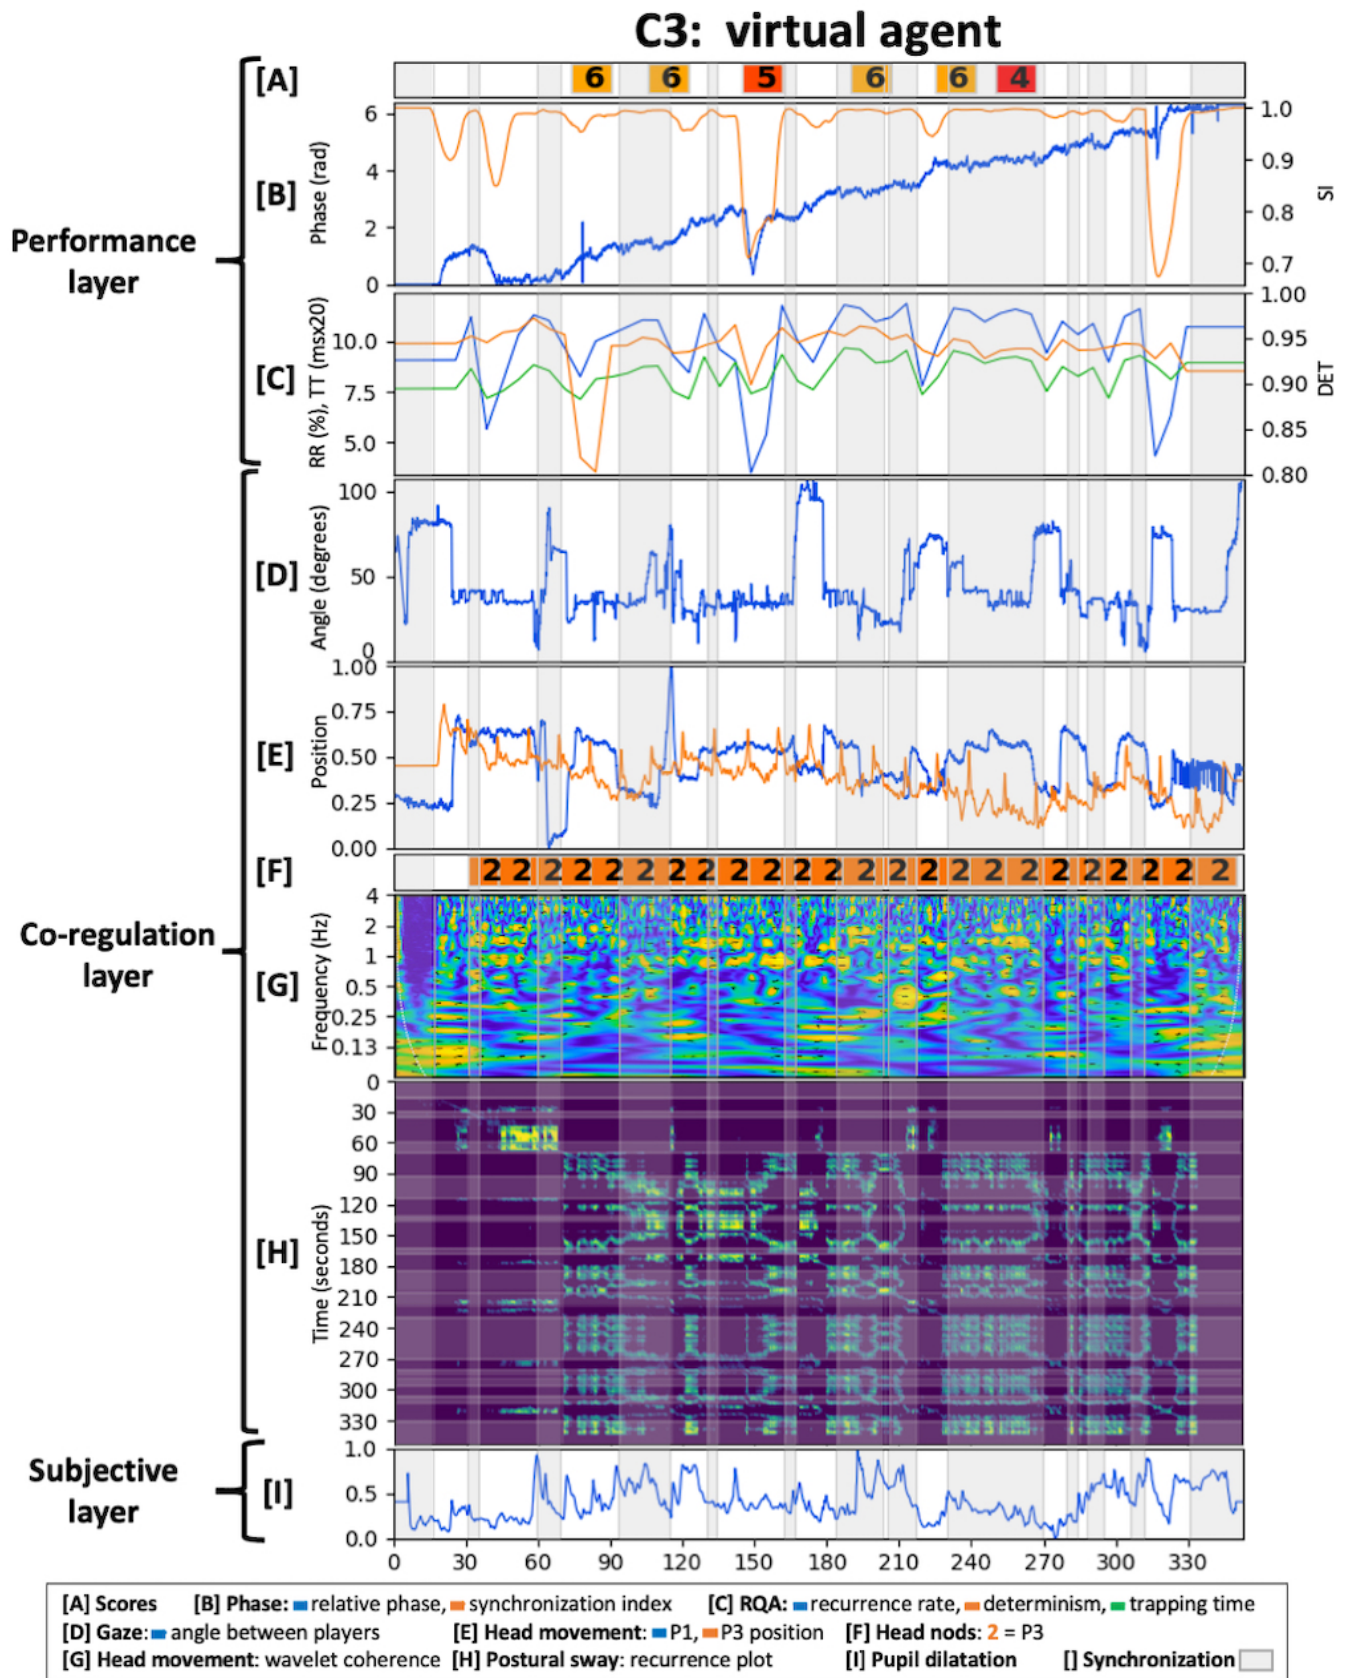 C3: virtual agent
[A]
6 6 5 6 6 4
Performance
layer
[B]
Phase (rad)
6
4
2
0
1.0
0.9
0.8
0.7
SI
[C]
RR (%), TT (msx20)
10.0
7.5
5.0
1.00
0.95
0.90
0.85
0.80
DET
Co-regulation
layer
[D]
Angle (degrees)
100
50
0
[E]
Position
1.00
0.75
0.50
0.25
0.00
[F]
2 2 2 2 2 2 2 2 2 2 2 2 2 2 2 2 2 2 2 2 2 2 2 2
[G]
Frequency (Hz)
4
2
1
0.5
0.25
0.13
[H]
Time (seconds)
0
30
60
90
120
150
180
210
240
270
300
330
Subjective
layer
[I]
1.0
0.5
0.0
0 30 60 90 120 150 180 210 240 270 300 330
[A] Scores [B] Phase: relative phase, synchronization index [C] RQA: recurrence rate, determinism, trapping time
[D] Gaze: angle between players [E] Head movement: P1, P3 position [F] Head nods: 2 = P3
[G] Head movement: wavelet coherence [H] Postural sway: recurrence plot [I] Pupil dilatation [] Synchronization